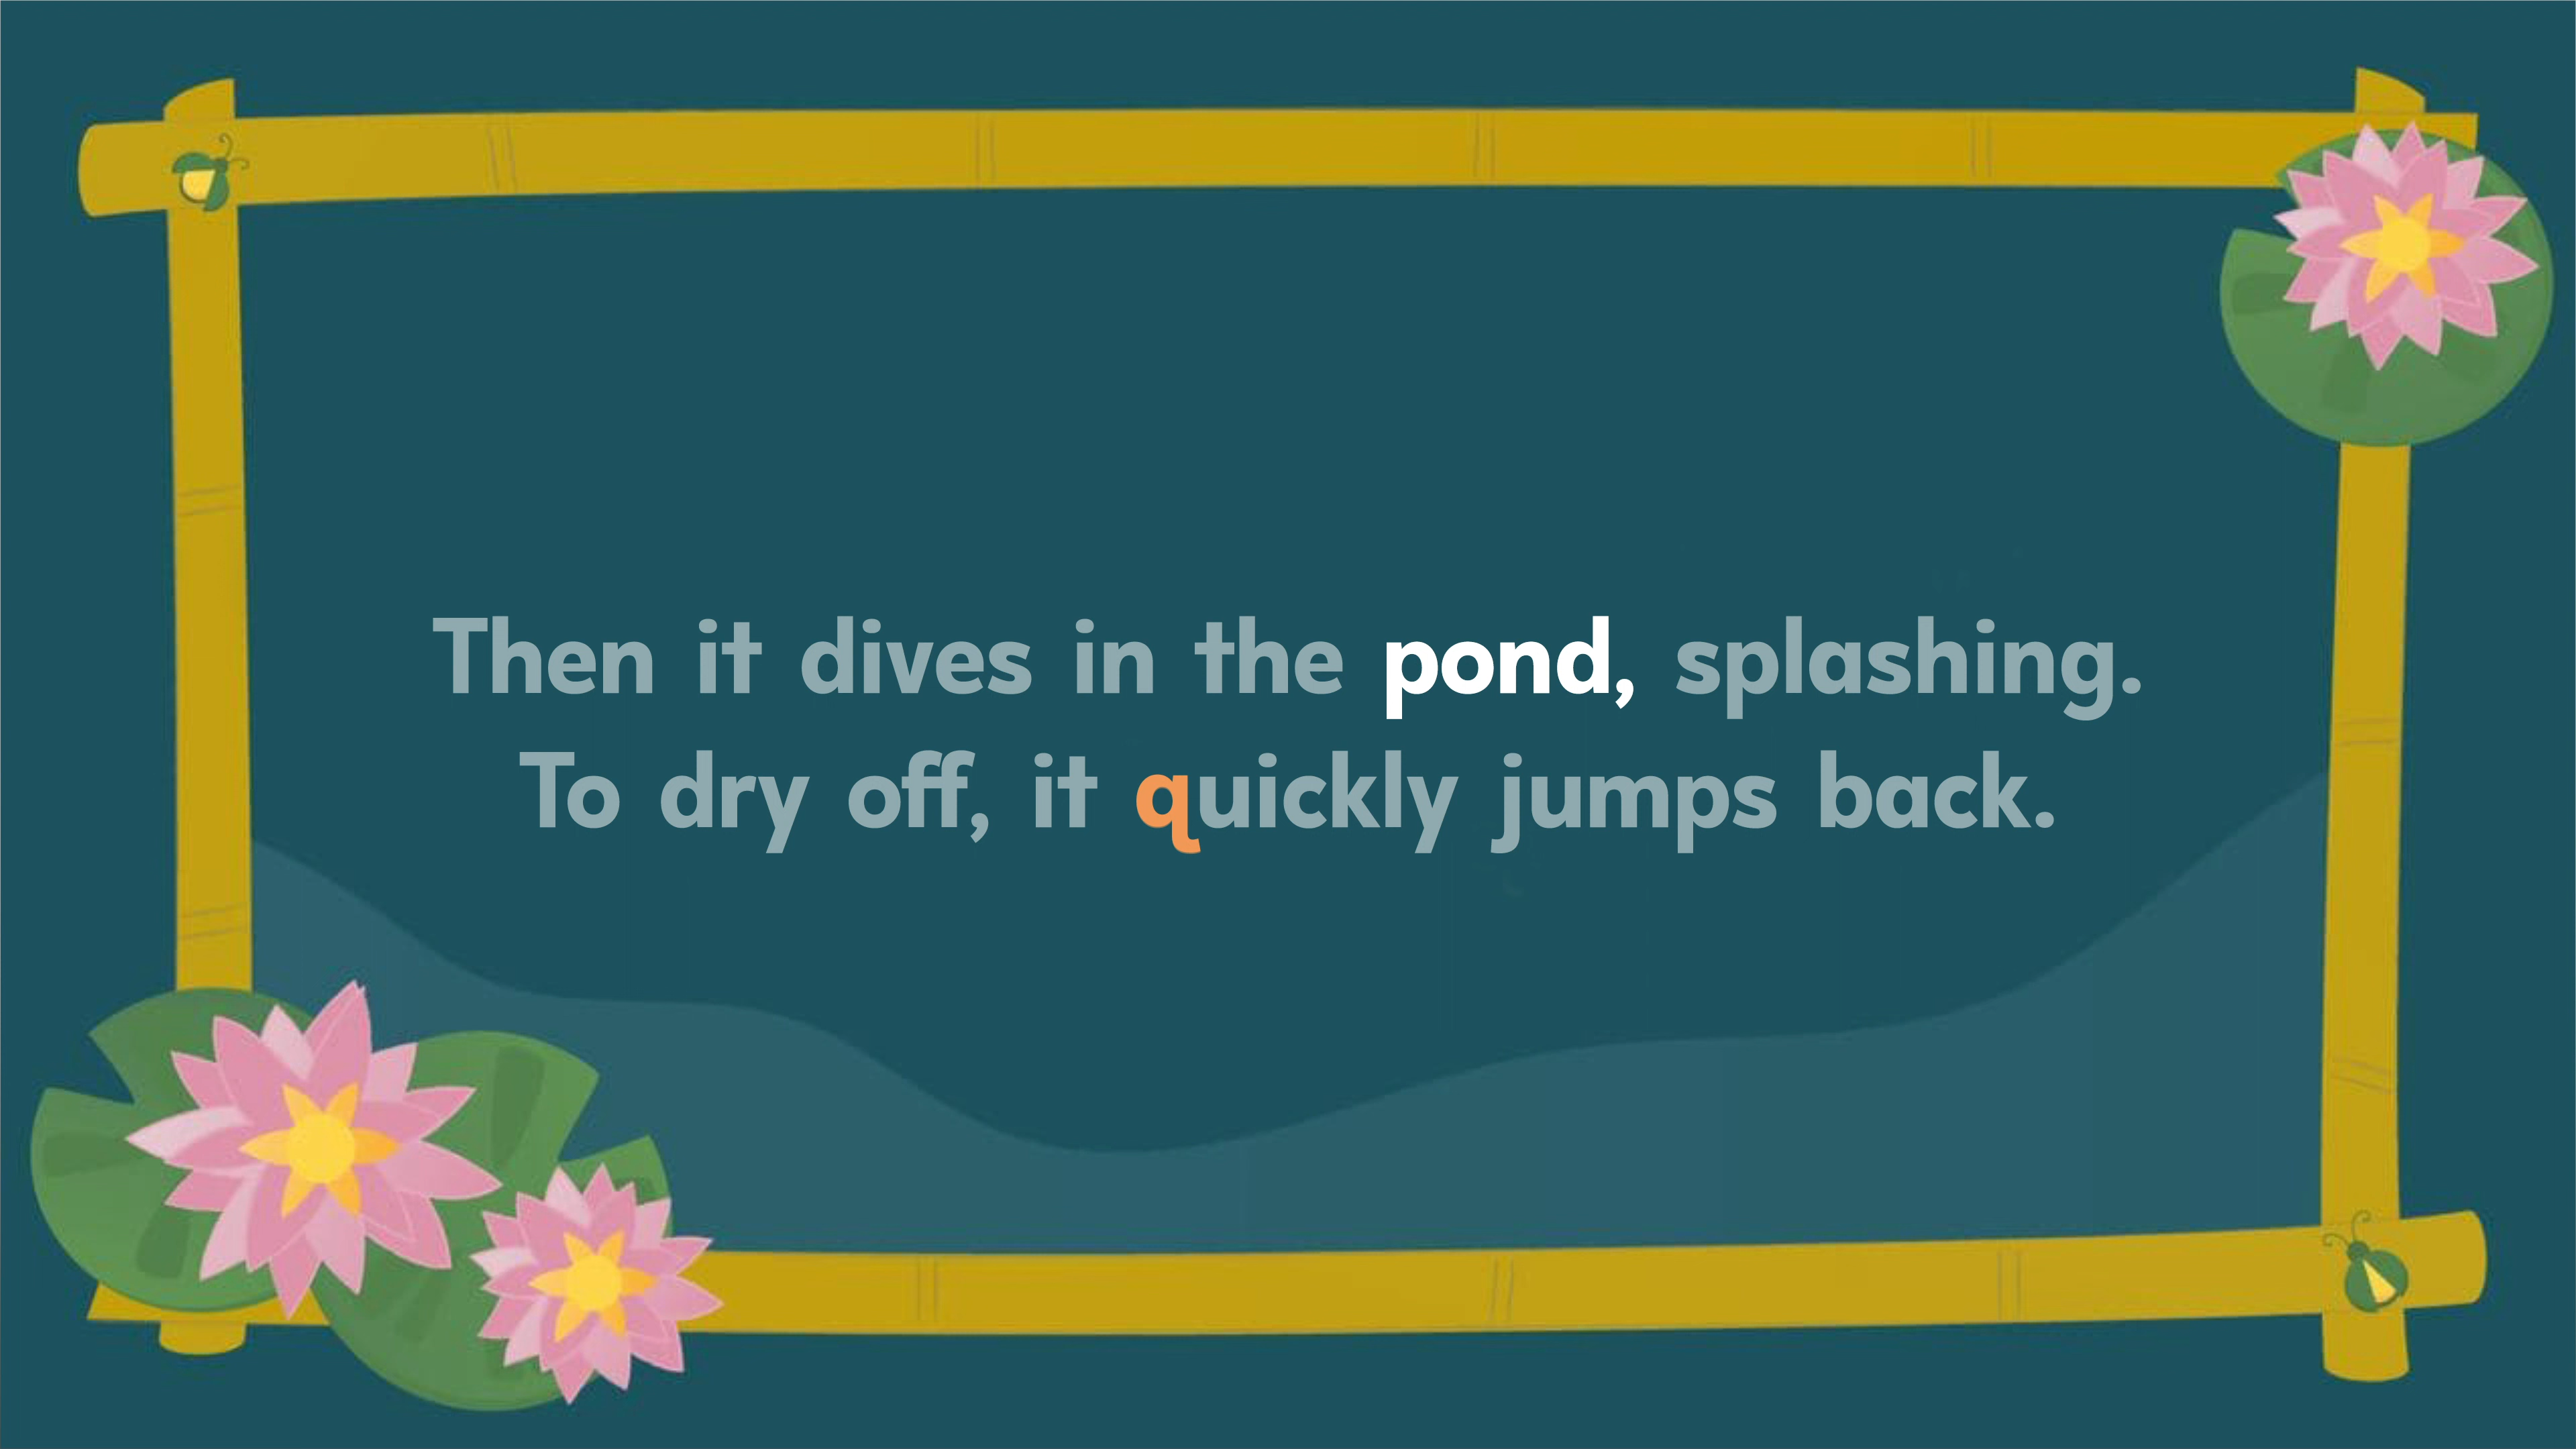 Then it dives in the pond, splashing.
To dry off, it quickly jumps back.